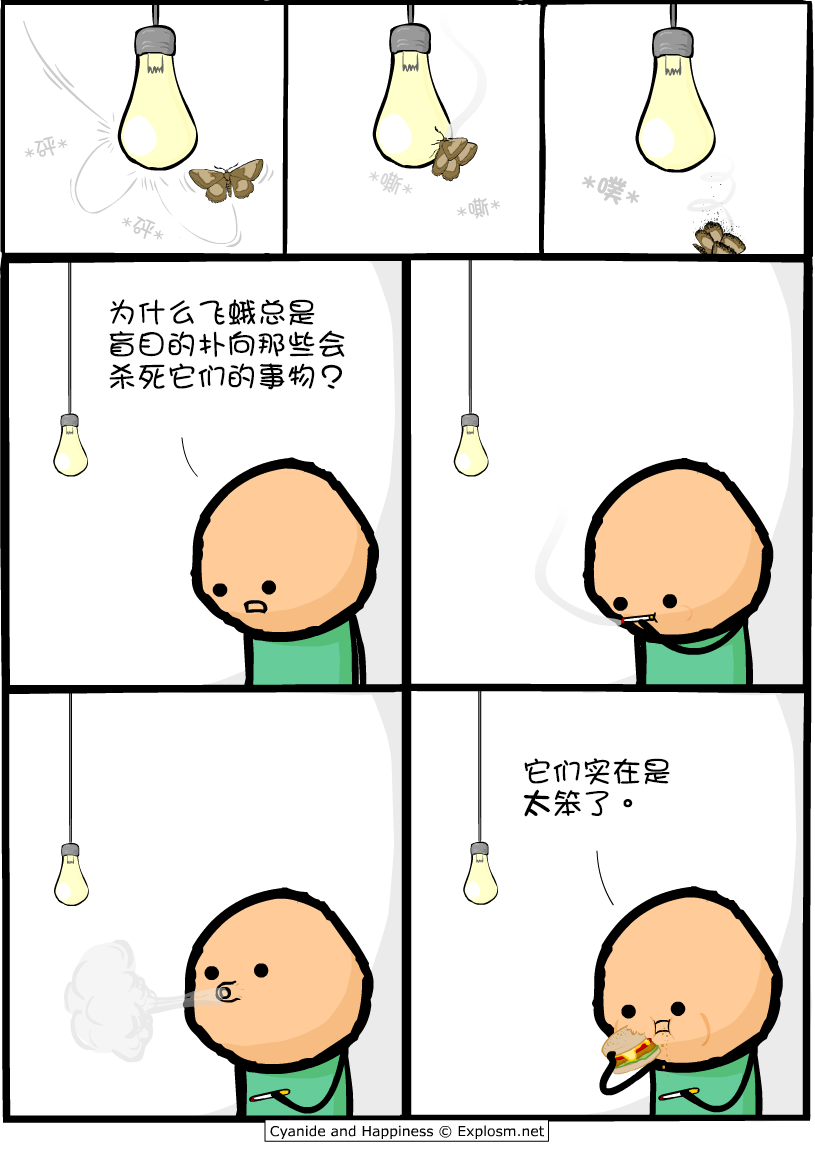 *砰*
*砰*
*嘶*
*嘶*
*噗*
为什么飞蛾总是
盲目的扑向那些会
杀死它们的事物？
它们实在是
太笨了。
Cyanide and Happiness © Explosm.net